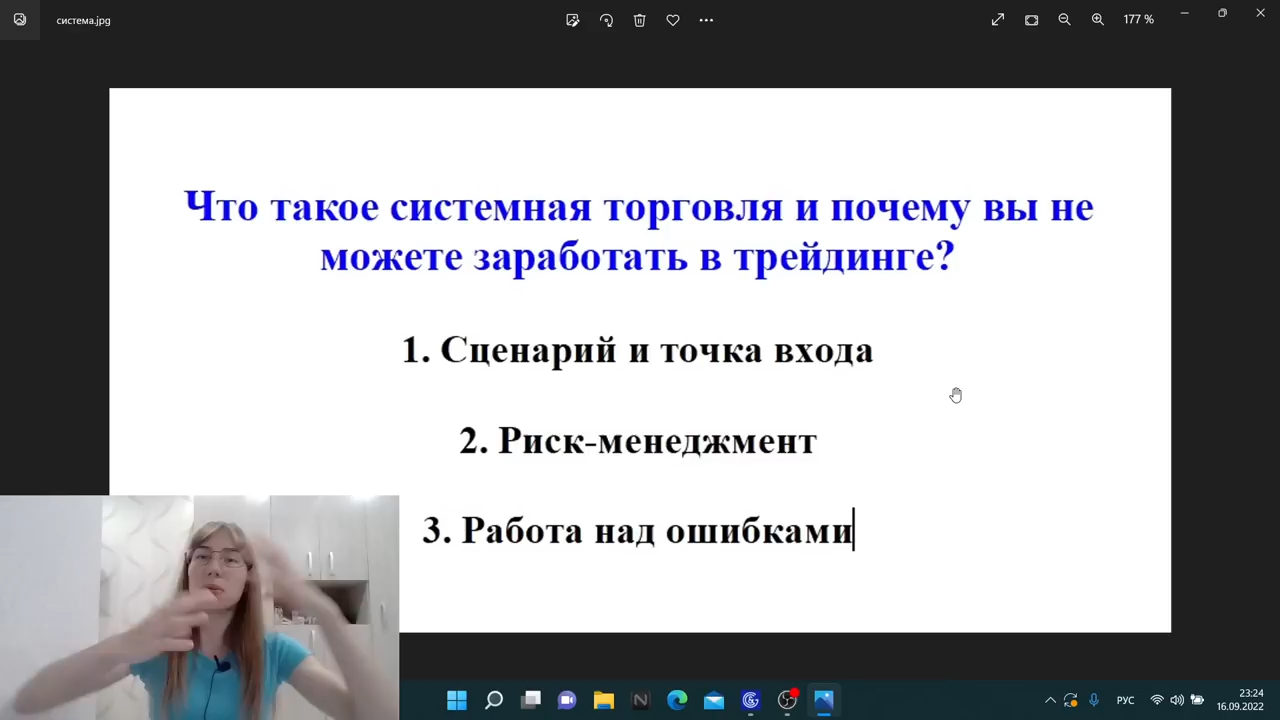 система.jpg
177 %
Что такое системная торговля и почему вы не
можете заработать в трейдинге?
1. Сценарий и точка входа
2. Риск-менеджмент
3. Работа над ошибками
РУС
23:24
16.09.2022